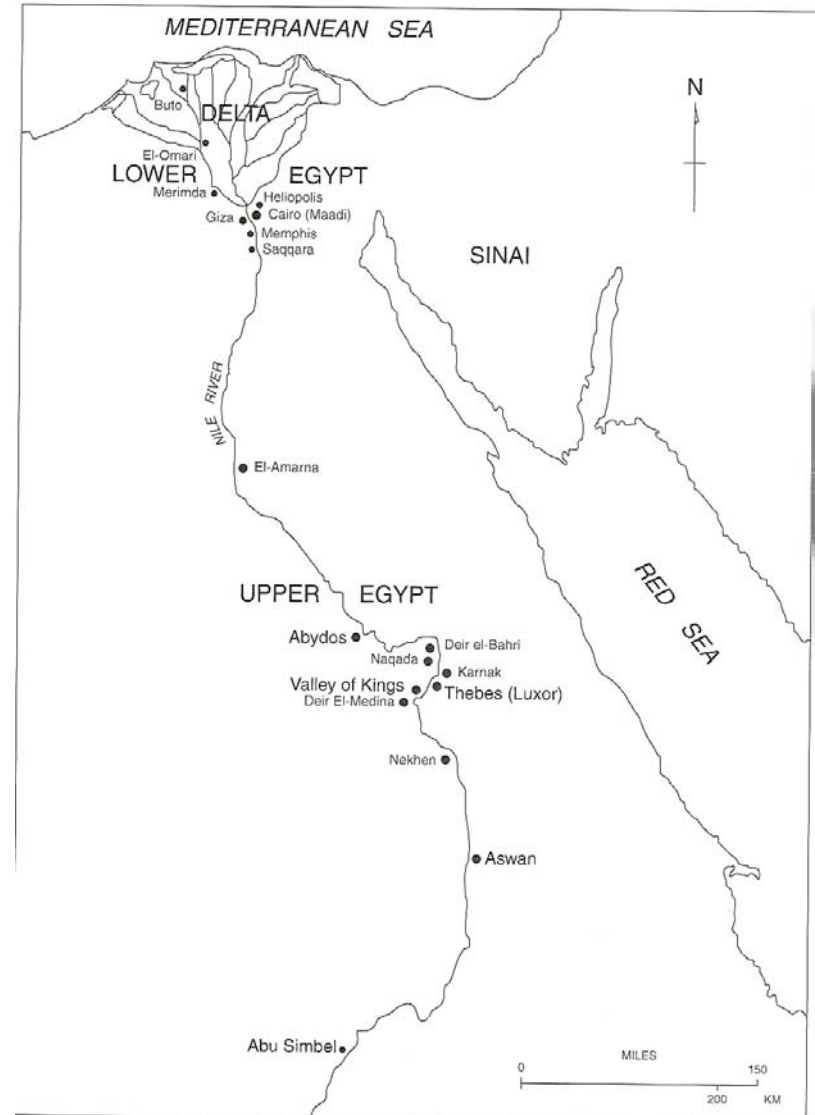 MEDITERRANEAN SEA
N
Buto
DELTA
El-Omari
LOWER EGYPT
Merimda
Heliopolis
Giza
Cairo (Maadi)
Memphis
Saqqara
SINAI
NILE RIVER
El-Amarna
RED SEA
UPPER EGYPT
Abydos
Deir el-Bahri
Naqada
Karnak
Valley of Kings
Thebes (Luxor)
Deir El-Medina
Nekhen
Aswan
Abu Simbel
MILES
0 150
200 KM